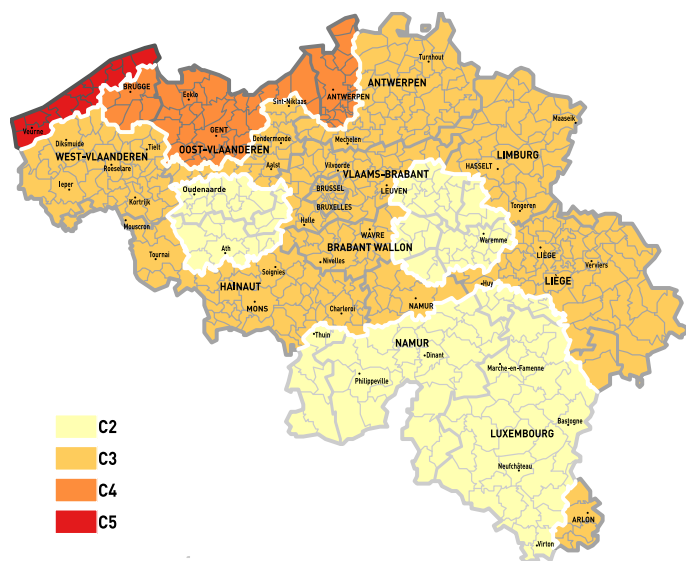 Turnhout
ANTWERPEN
BRUGGE
Eeklo
ANTWERPEN
Sint-Niklaas
Maaseik
Veurne
GENT
Diksmuide
Tielt
OOST-VLAANDEREN
Dendermonde
Mechelen
WEST-VLAANDEREN
Roeselare
Aalst
Vilvoorde
VLAAMS-BRABANT
HASSELT
LIMBURG
Ieper
Oudenaarde
BRUSSEL
LEUVEN
Kortrijk
BRUXELLES
Tongeren
Mouscron
Halle
WAVRE
Waremme
Ath
BRABANT WALLON
LIÈGE
Tournai
Soignies
Nivelles
Verviers
HAINAUT
Huy
LIÈGE
MONS
Charleroi
NAMUR
Thuin
NAMUR
Dinant
Marche-en-Famenne
Philippeville
C2
Bastogne
LUXEMBOURG
C3
Neufchâteau
C4
C5
ARLON
Virton